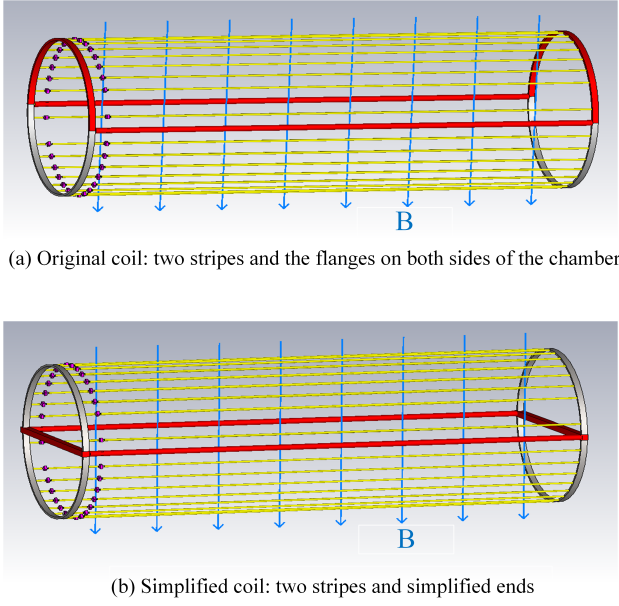 B
(a) Original coil: two stripes and the flanges on both sides of the chamber
B
(b) Simplified coil: two stripes and simplified ends